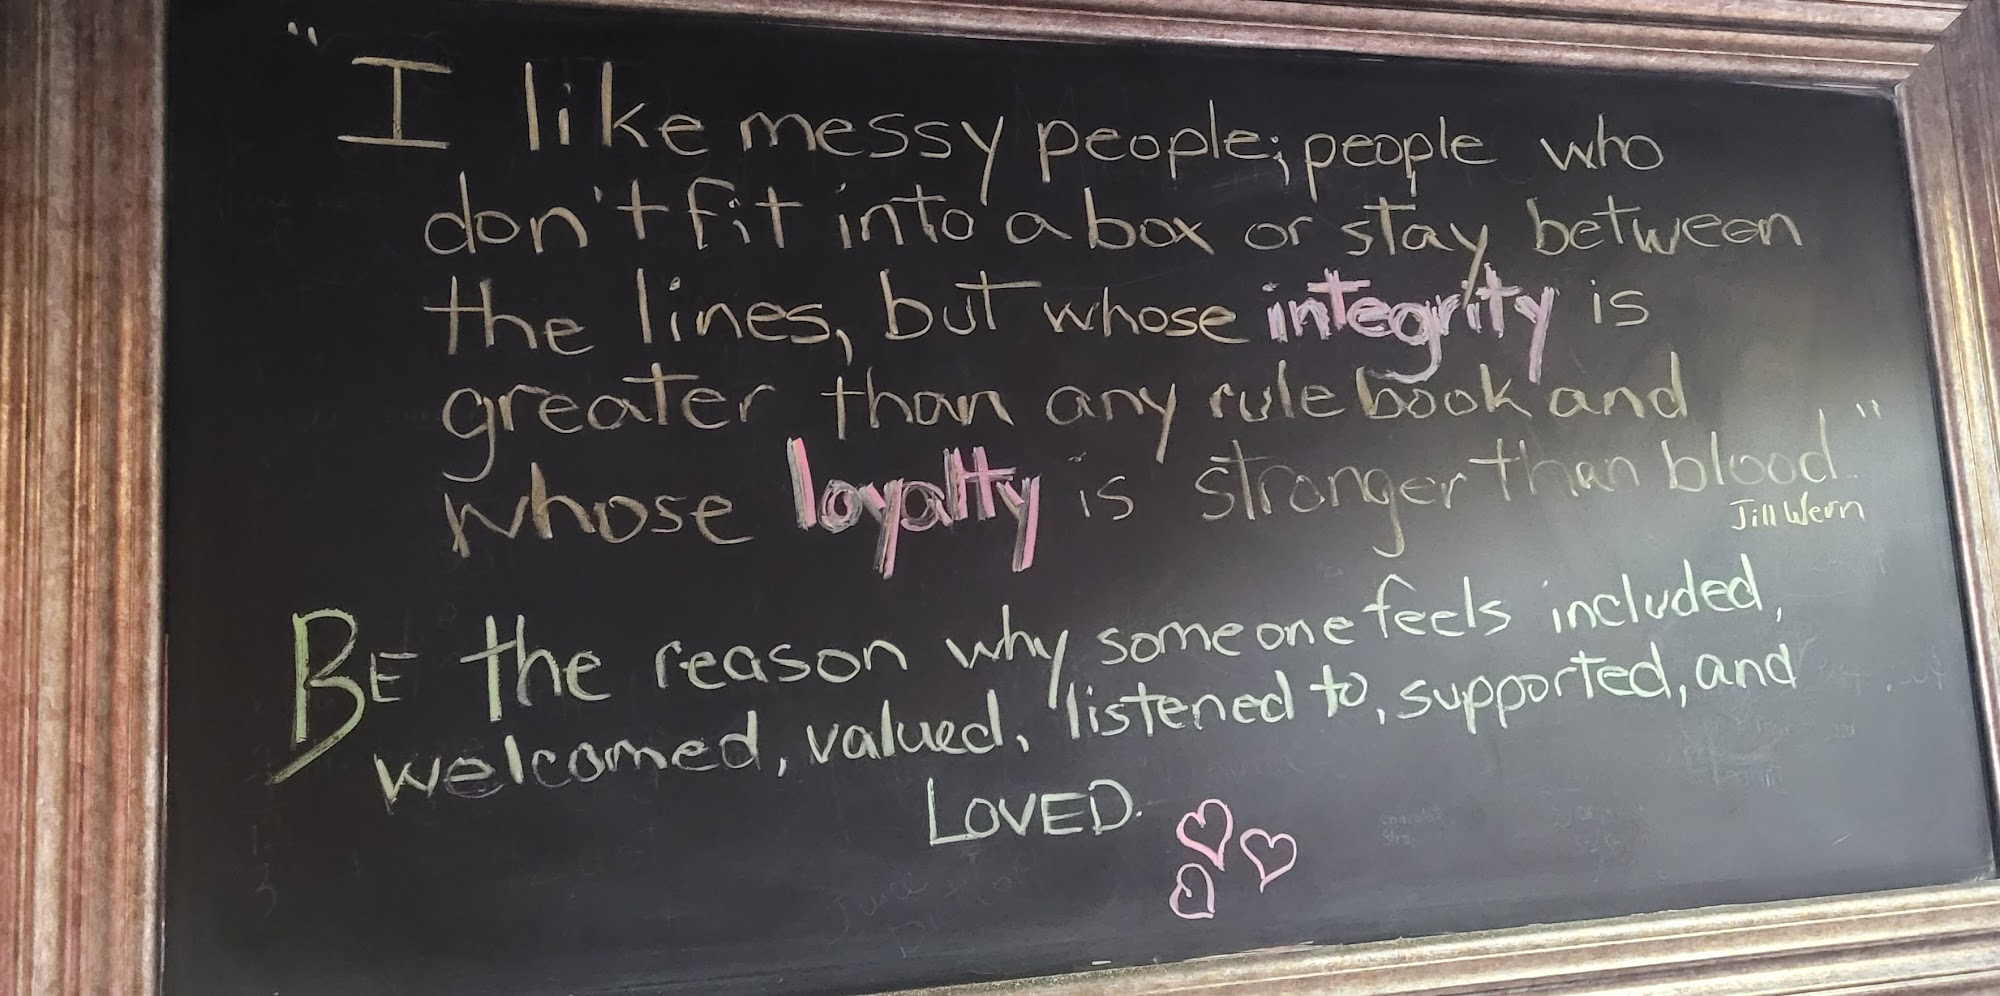 "I like messy people; people who
don't fit into a box or stay between
the lines, but whose integrity is
greater than any rule book and
whose loyalty is stronger than blood."
Jill Wern
BE the reason why someone feels included,
welcomed, valued, listened to, supported, and
LOVED.